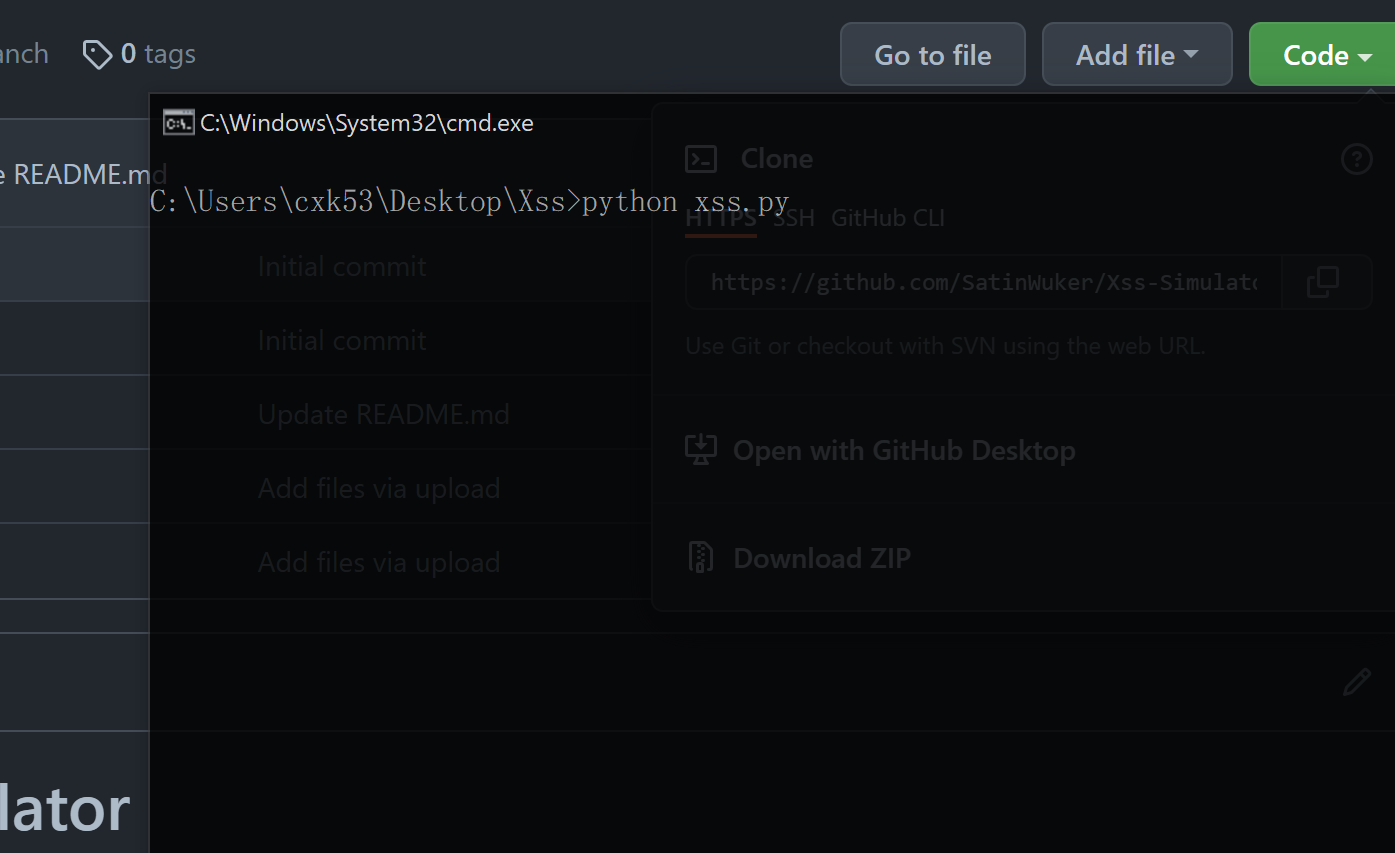 anch 0 tags Go to file Add file Code
C:\Windows\System32\cmd.exe
Clone
e README.md
C:\Users\cxk53\Desktop\Xss>python xss.py
HTTPS SSH GitHub CLI
Initial commit
https://github.com/SatinWuker/Xss-Simulato
Initial commit
Use Git or checkout with SVN using the web URL.
Update README.md
Open with GitHub Desktop
Add files via upload
Add files via upload
Download ZIP
lator